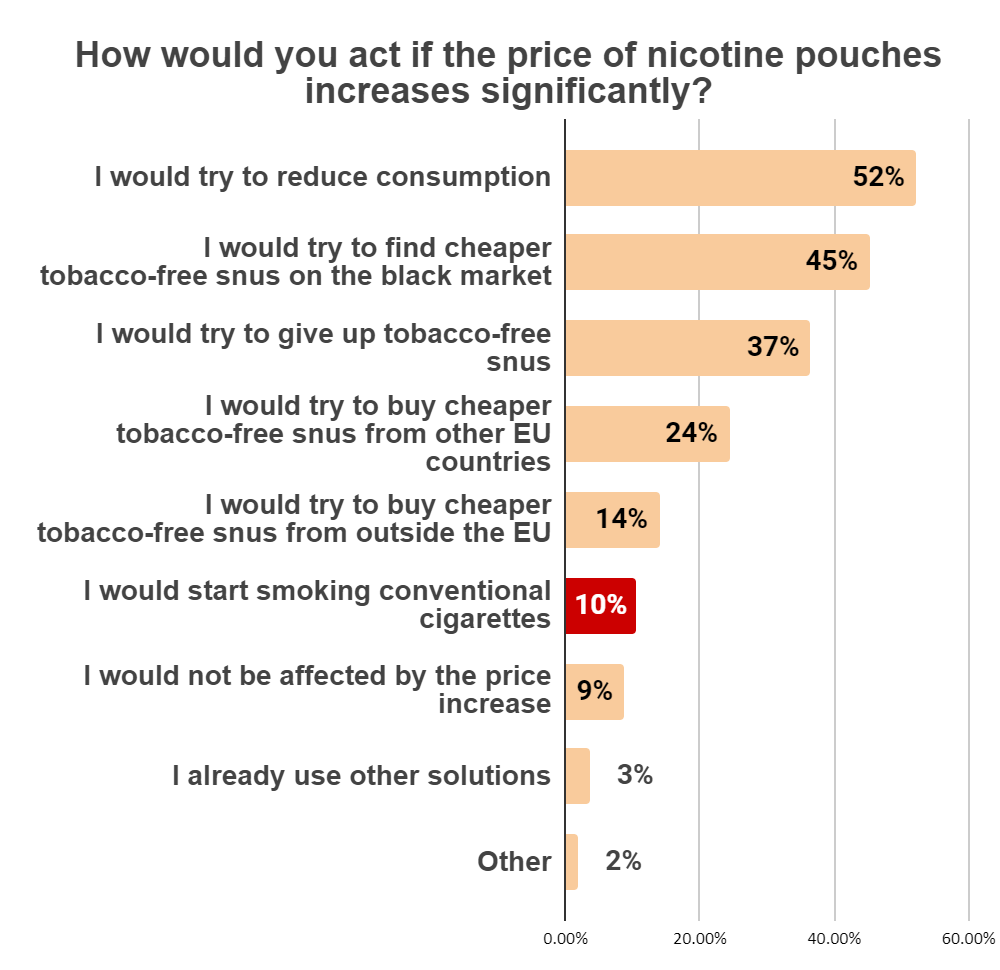 How would you act if the price of nicotine pouches
increases significantly?
I would try to reduce consumption
52%
I would try to find cheaper
tobacco-free snus on the black market
45%
I would try to give up tobacco-free
snus
37%
I would try to buy cheaper
tobacco-free snus from other EU
countries
24%
I would try to buy cheaper
tobacco-free snus from outside the EU
14%
I would start smoking conventional
cigarettes
10%
I would not be affected by the price
increase
9%
I already use other solutions
3%
Other
2%
0.00%
20.00%
40.00%
60.00%